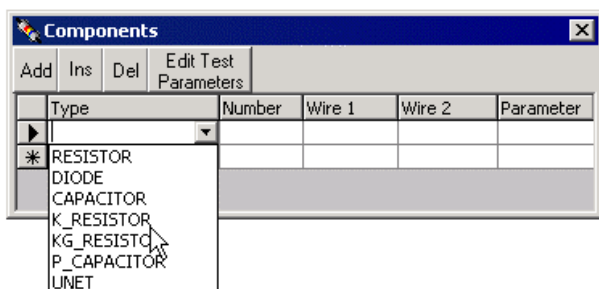 Components
Add Ins Del Edit Test Parameters
Type Number Wire 1 Wire 2 Parameter
RESISTOR
DIODE
CAPACITOR
K_RESISTOR
KG_RESISTOR
P_CAPACITOR
UNET